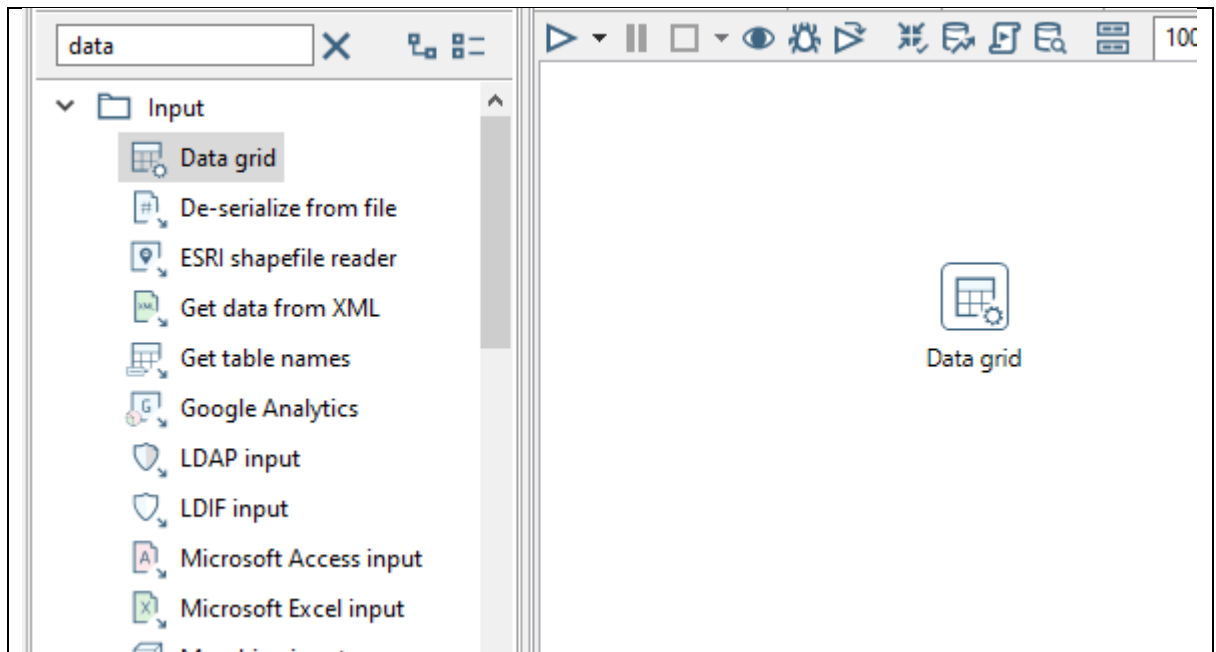 data
100
Input
Data grid
De-serialize from file
ESRI shapefile reader
Get data from XML
Get table names
Google Analytics
LDAP input
LDIF input
Microsoft Access input
Microsoft Excel input
Data grid